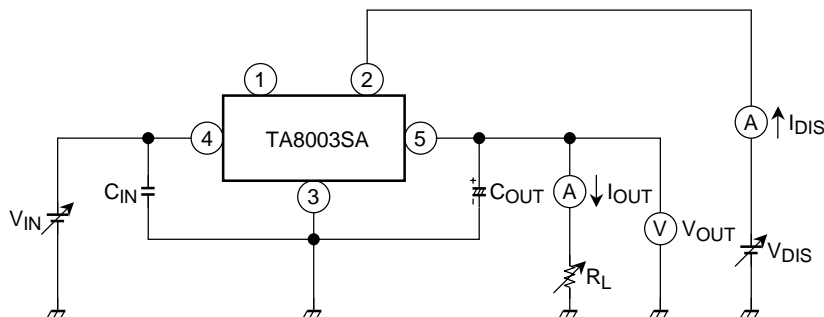 1
2
4
TA8003SA
5
3
A
I_DIS
C_IN
V_IN
+
-
C_OUT
A
I_OUT
V
V_OUT
V_DIS
R_L